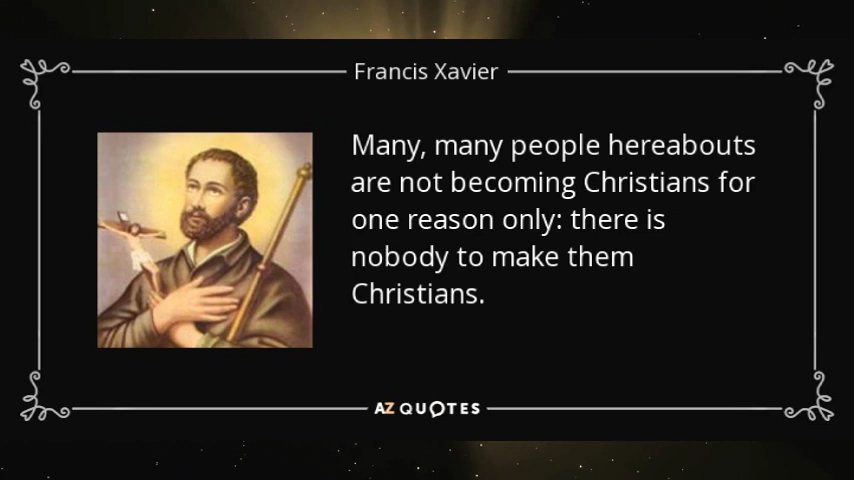 Francis Xavier
Many, many people hereabouts
are not becoming Christians for
one reason only: there is
nobody to make them
Christians.
AZ QUOTES